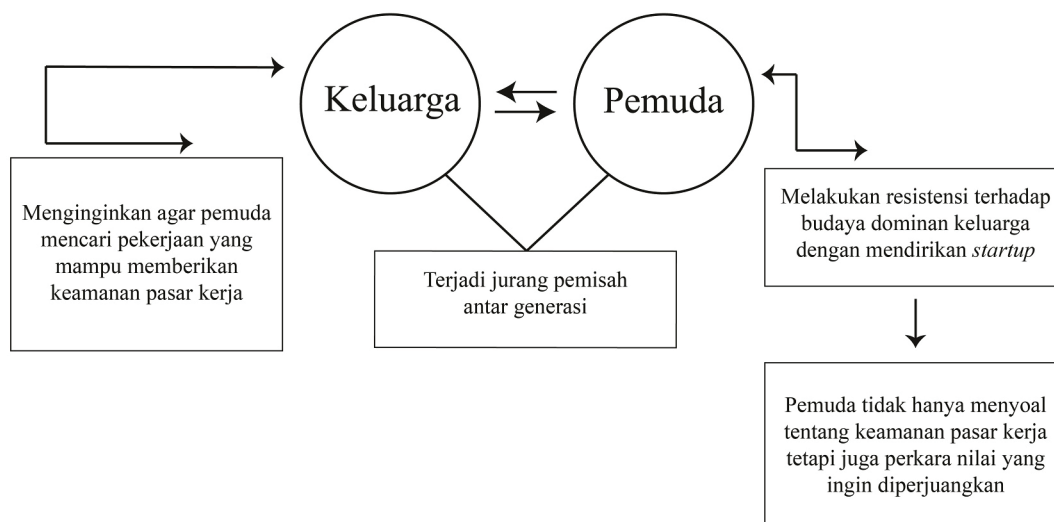 Keluarga
Pemuda
Menginginkan agar pemuda
mencari pekerjaan yang
mampu memberikan
keamanan pasar kerja
Terjadi jurang pemisah
antar generasi
Melakukan resistensi terhadap
budaya dominan keluarga
dengan mendirikan startup
Pemuda tidak hanya menyoal
tentang keamanan pasar kerja
tetapi juga perkara nilai yang
ingin diperjuangkan